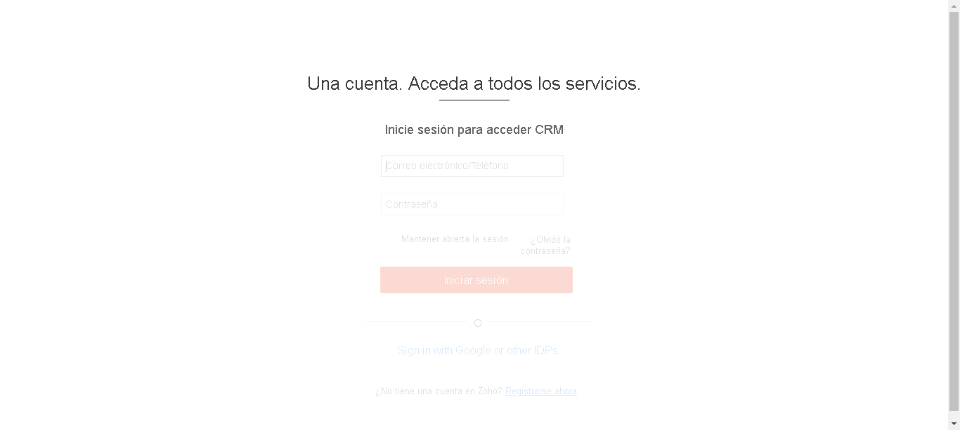 Una cuenta. Acceda a todos los servicios.
Inicie sesión para acceder CRM
Correo electrónico/Teléfono
Contraseña
Mantener abierta la sesión
¿Olvidó la
contraseña?
Iniciar sesión
O
Sign in with Google or other IDPs
¿No tiene una cuenta en Zoho? Registrarse ahora